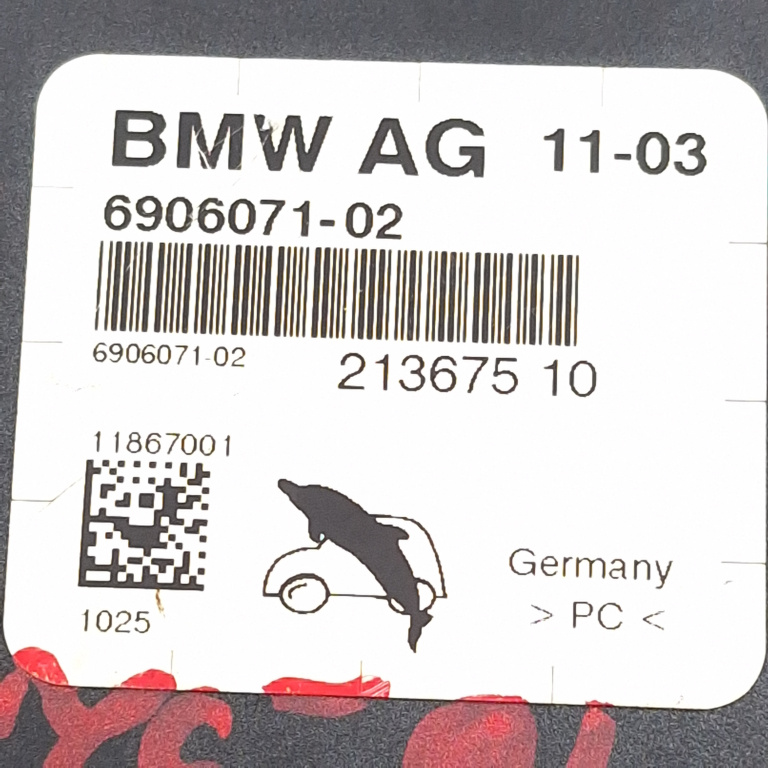 BMW AG 11-03
6906071-02
6906071-02 213675 10
11867001
Germany
> PC <
1025